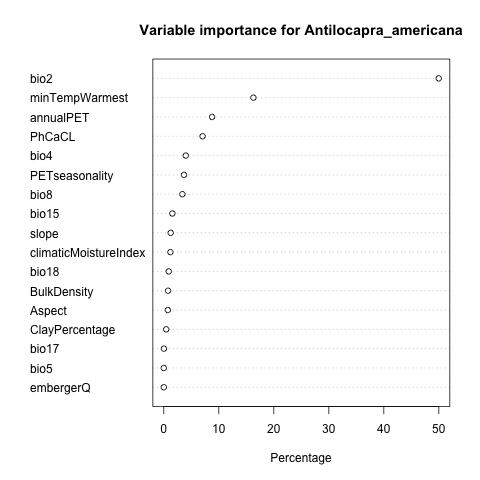 Variable importance for Antilocapra_americana
bio2
minTempWarmest
annualPET
PhCaCL
bio4
PETseasonality
bio8
bio15
slope
climaticMoistureIndex
bio18
BulkDensity
Aspect
ClayPercentage
bio17
bio5
embergerQ
0 10 20 30 40 50
Percentage